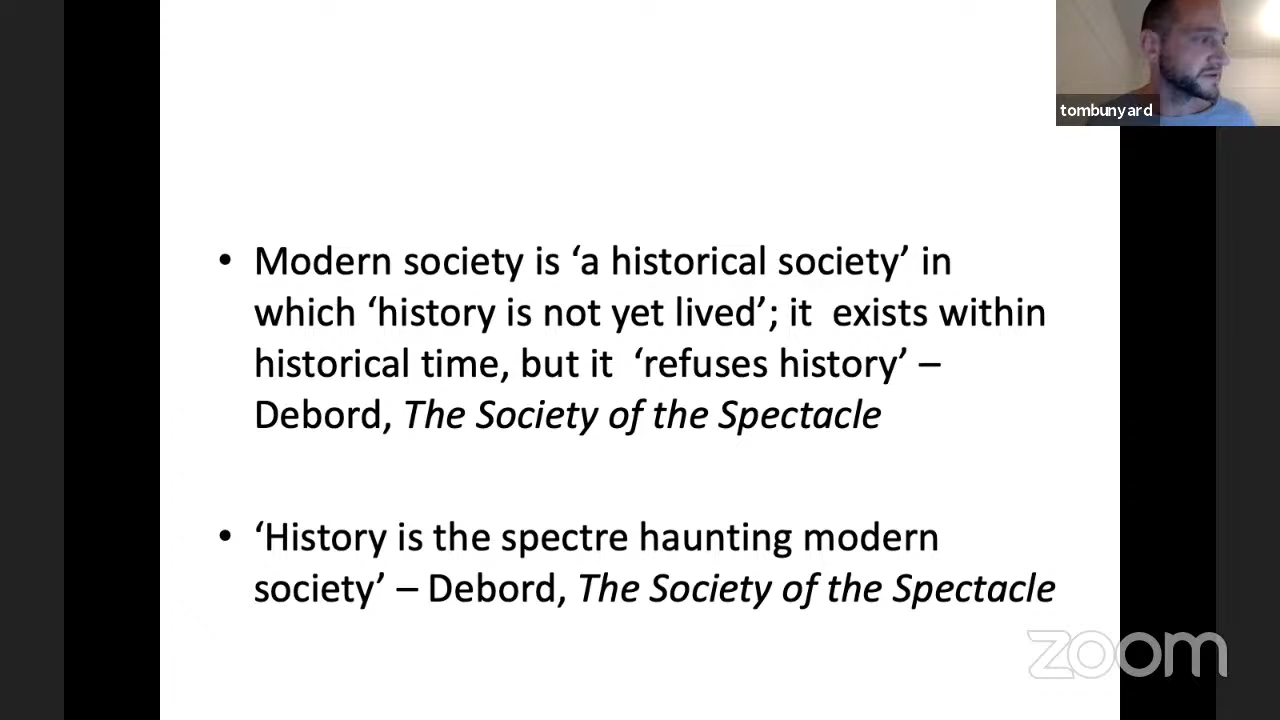 tombunyard
• Modern society is ‘a historical society’ in
which ‘history is not yet lived’; it  exists within
historical time, but it  ‘refuses history’ –
Debord, The Society of the Spectacle
• ‘History is the spectre haunting modern
society’ – Debord, The Society of the Spectacle
zoom